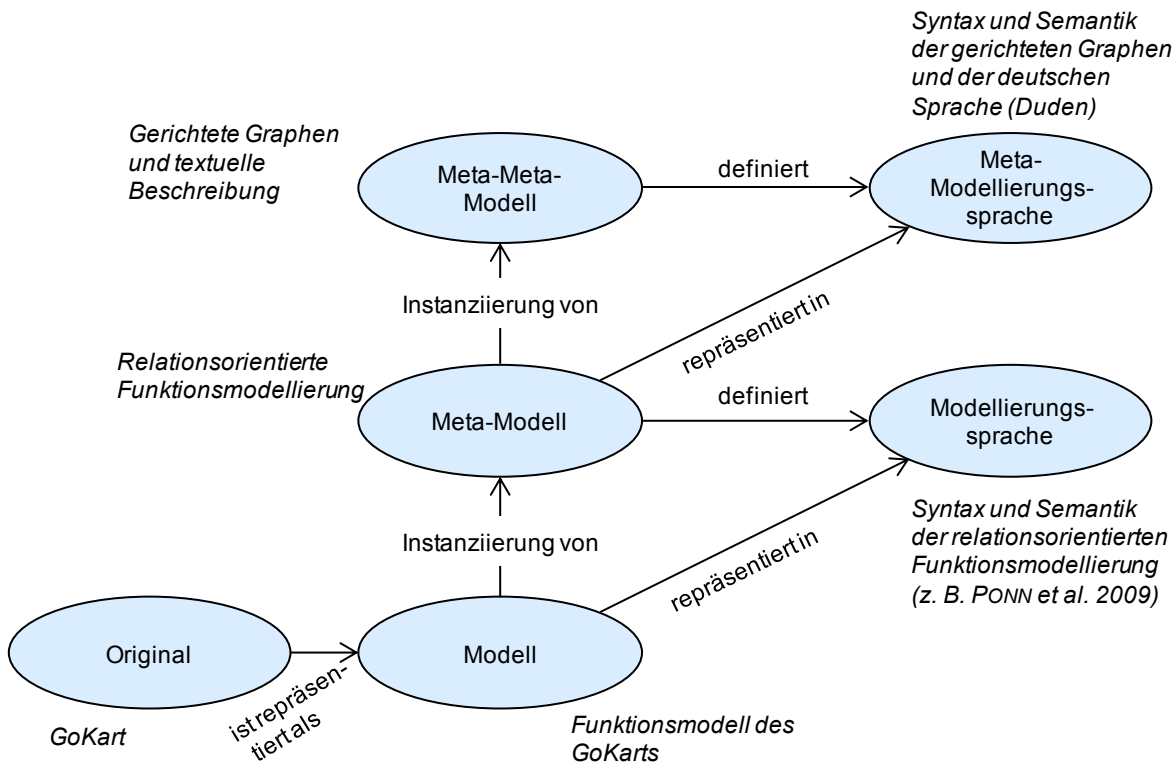 Syntax und Semantik
der gerichteten Graphen
und der deutschen
Sprache (Duden)
Gerichtete Graphen
und textuelle
Beschreibung
Meta-Meta-
Modell
definiert
Meta-
Modellierungs-
sprache
Instanziierung von
repräsentiert in
Relationsorientierte
Funktionsmodellierung
Meta-Modell
definiert
Modellierungs-
sprache
Instanziierung von
repräsentiert in
Syntax und Semantik
der relationsorientierten
Funktionsmodellierung
(z. B. PONN et al. 2009)
Original
ist repräsen-
tiert als
Modell
GoKart
Funktionsmodell des
GoKarts